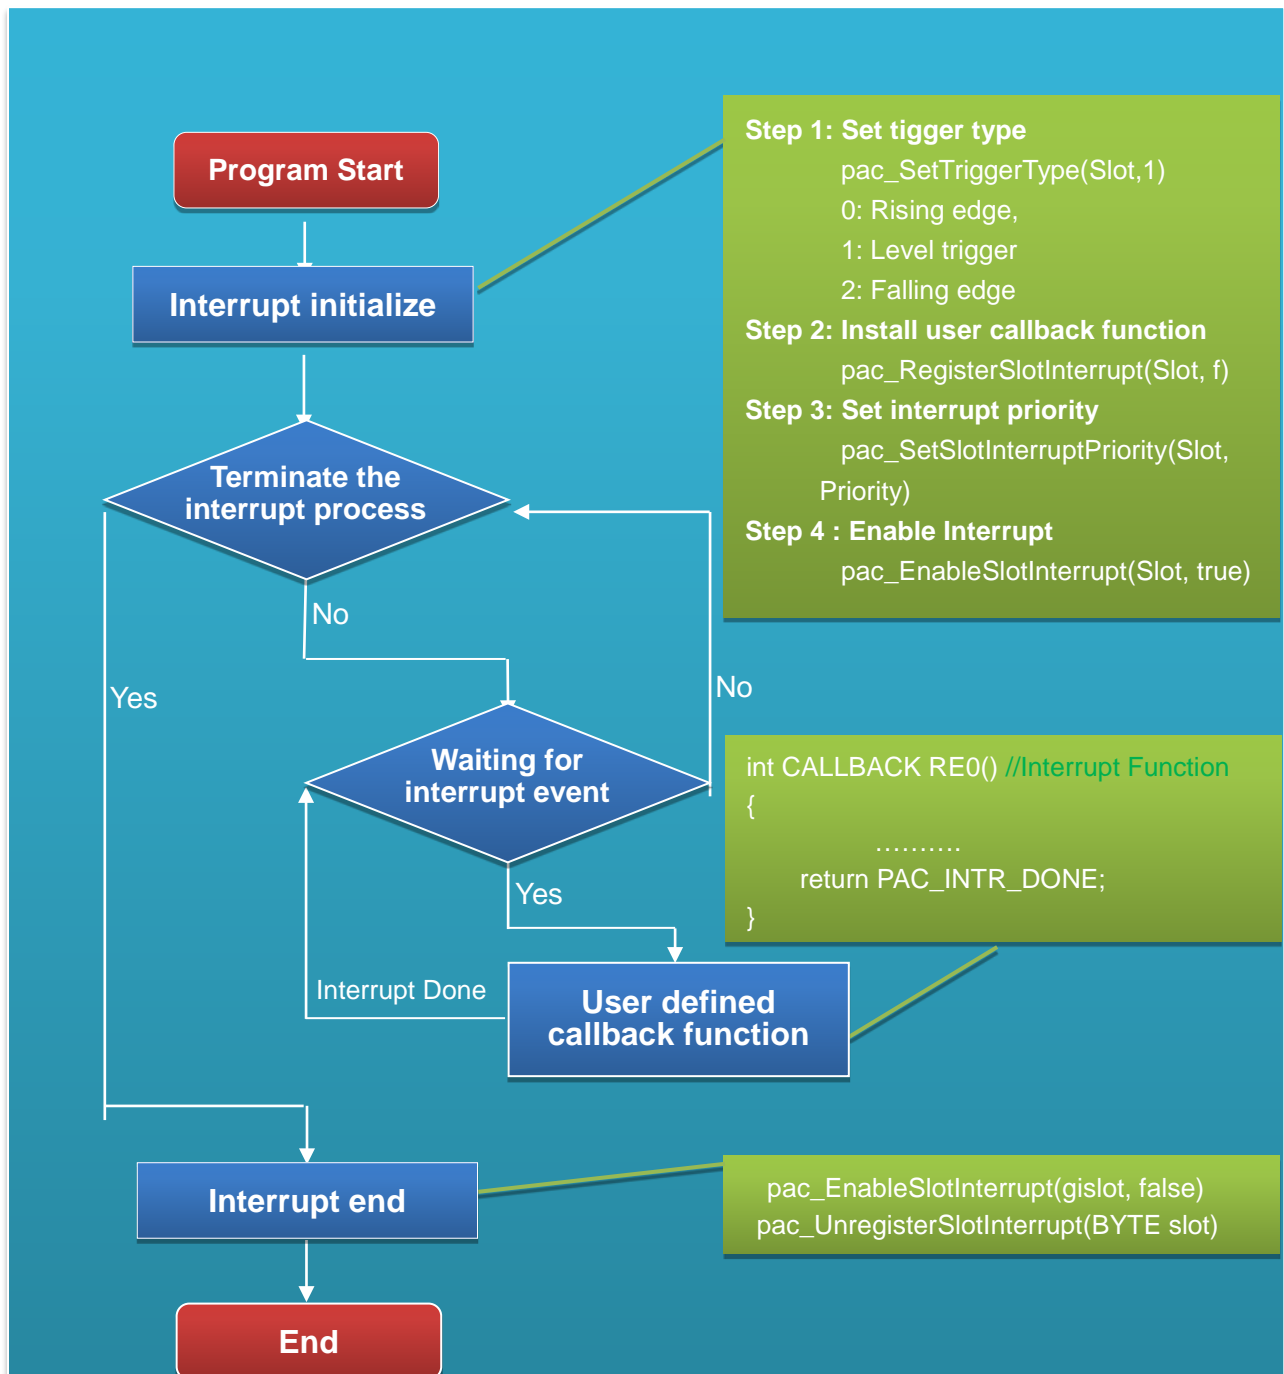 Program Start
Interrupt initialize
Step 1: Set tigger type
pac_SetTriggerType(Slot,1)
0: Rising edge,
1: Level trigger
2: Falling edge
Step 2: Install user callback function
pac_RegisterSlotInterrupt(Slot, f)
Step 3: Set interrupt priority
pac_SetSlotInterruptPriority(Slot,
Priority)
Step 4 : Enable Interrupt
pac_EnableSlotInterrupt(Slot, true)
Terminate the
interrupt process
No
Yes
No
Waiting for
interrupt event
int CALLBACK RE0() //Interrupt Function
{
……….
return PAC_INTR_DONE;
}
Yes
Interrupt Done
User defined
callback function
Interrupt end
pac_EnableSlotInterrupt(gislot, false)
pac_UnregisterSlotInterrupt(BYTE slot)
End